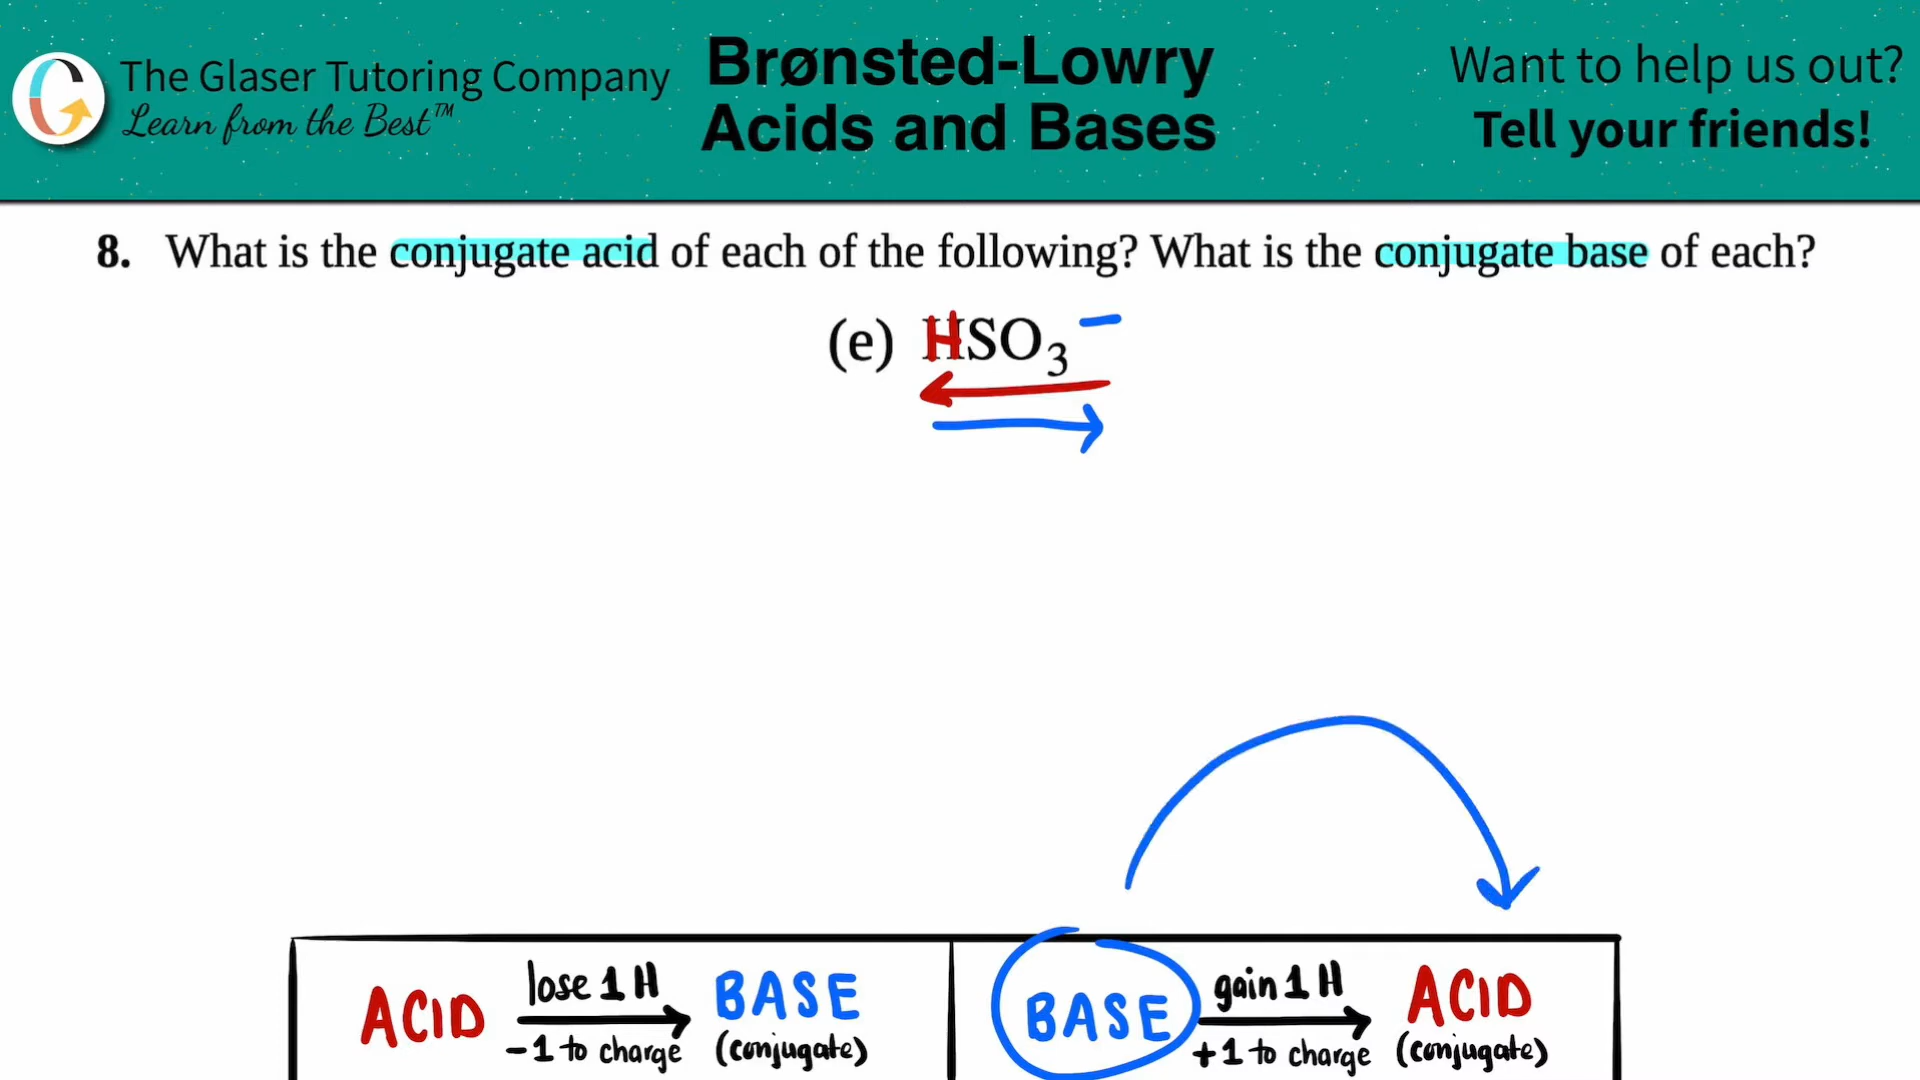 The Glaser Tutoring Company
Learn from the Best™
Brønsted-Lowry
Acids and Bases
Want to help us out?
Tell your friends!
8. What is the conjugate acid of each of the following? What is the conjugate base of each?
(e) HSO₃⁻
ACID lose 1 H BASE
-1 to charge (conjugate)
BASE gain 1 H ACID
+1 to charge (conjugate)